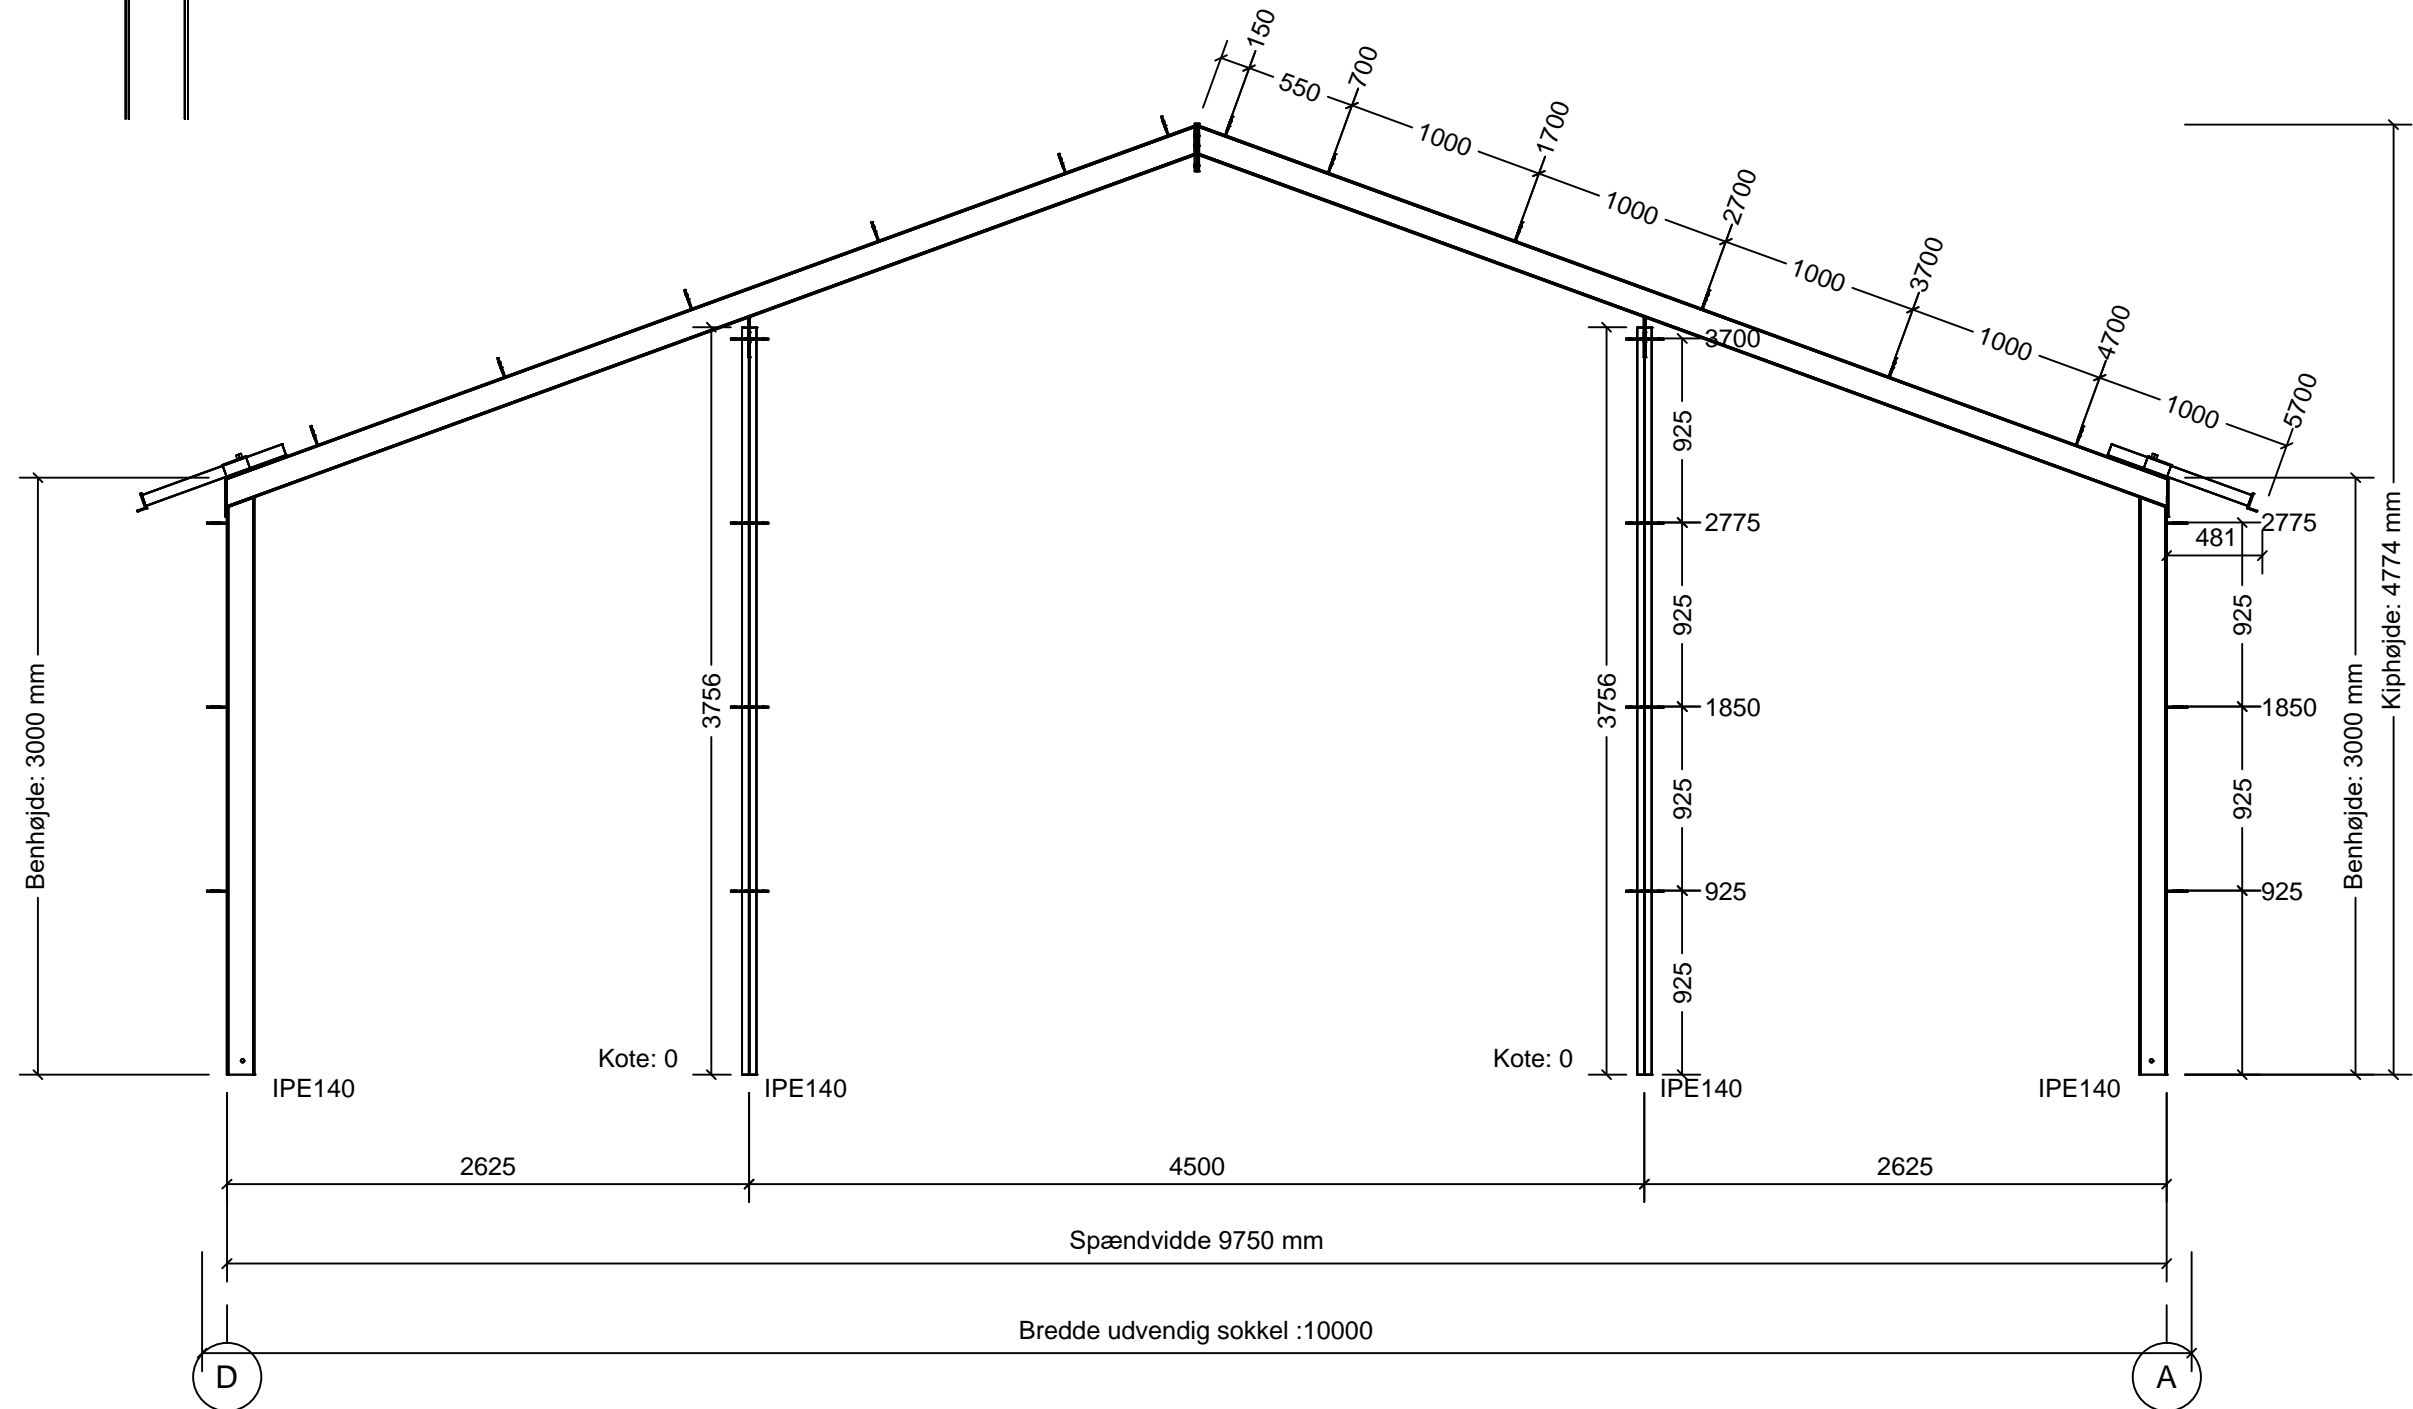 150
550
700
1000
1700
1000
2700
1000
3700
1000
4700
1000
5700
3700
925
2775
2775
481
925
925
3756
3756
1850
1850
Benhøjde: 3000 mm
Benhøjde: 3000 mm
Kiphøjde: 4774 mm
925
925
925
925
925
Kote: 0
Kote: 0
IPE140
IPE140
IPE140
IPE140
2625
4500
2625
Spændvidde 9750 mm
Bredde udvendig sokkel :10000
D
A